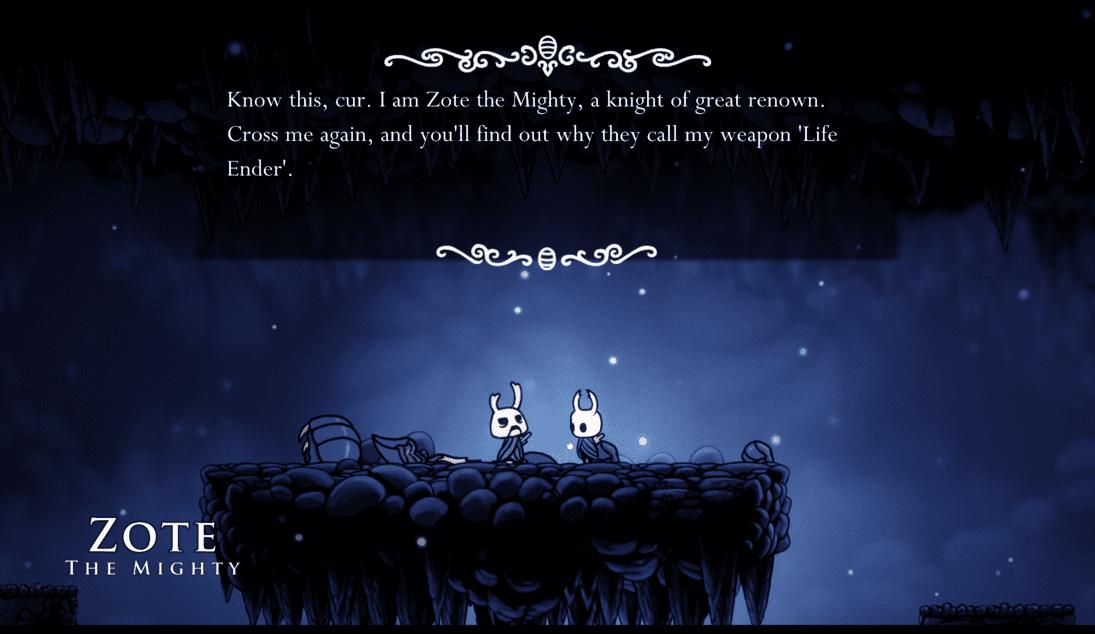 Know this, cur. I am Zote the Mighty, a knight of great renown.
Cross me again, and you'll find out why they call my weapon 'Life
Ender'.
ZOTE
THE MIGHTY